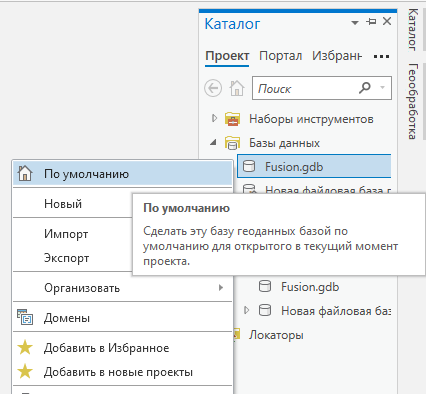 Каталог
Проект Портал Избранн
Поиск
Наборы инструментов
Базы данных
Fusion.gdb
Новая файловая база
По умолчанию
Новый
Импорт
Экспорт
Организовать
Домены
Добавить в Избранное
Добавить в новые проекты
По умолчанию
Сделать эту базу геоданных базой по
умолчанию для открытого в текущий момент
проекта.
Fusion.gdb
Новая файловая баз
Локаторы
Каталог
Геообработка